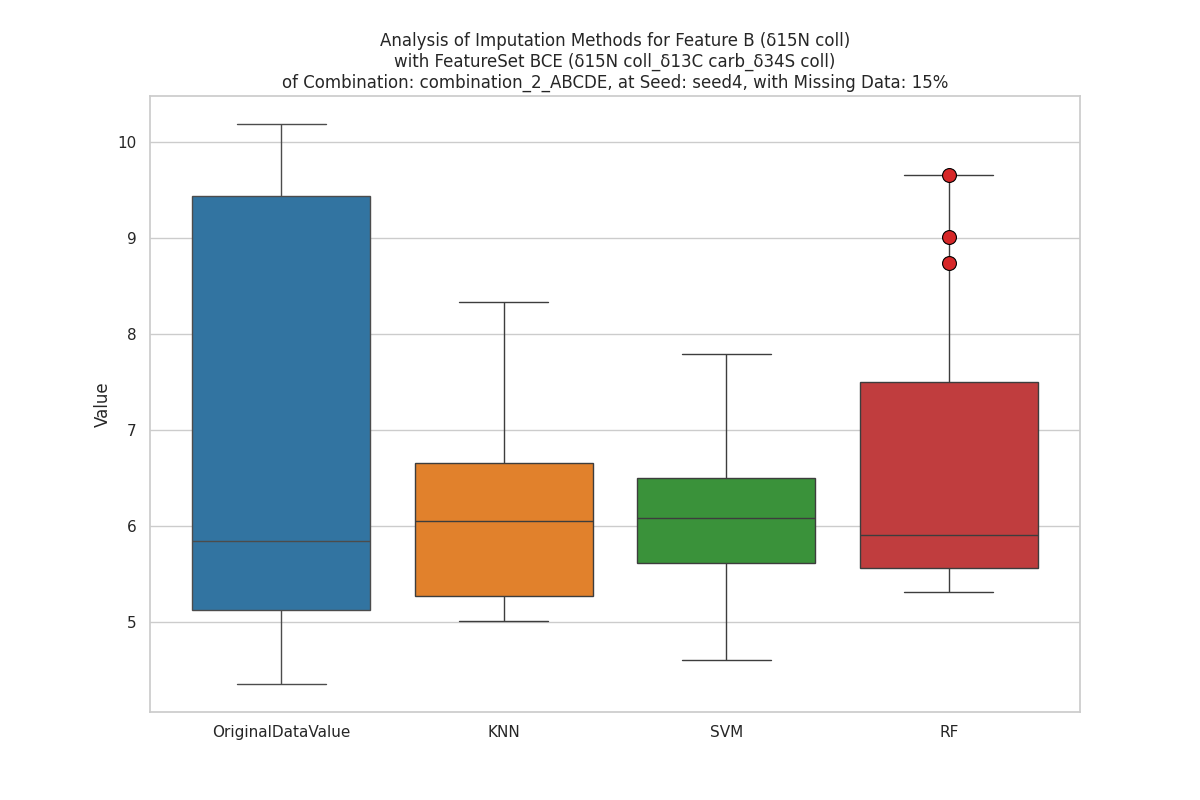 Analysis of Imputation Methods for Feature B (δ15N coll)
with FeatureSet BCE (δ15N coll_δ13C carb_δ34S coll)
of Combination: combination_2_ABCDE, at Seed: seed4, with Missing Data: 15%
10
9
8
7
6
5
Value
OriginalDataValue
KNN
SVM
RF